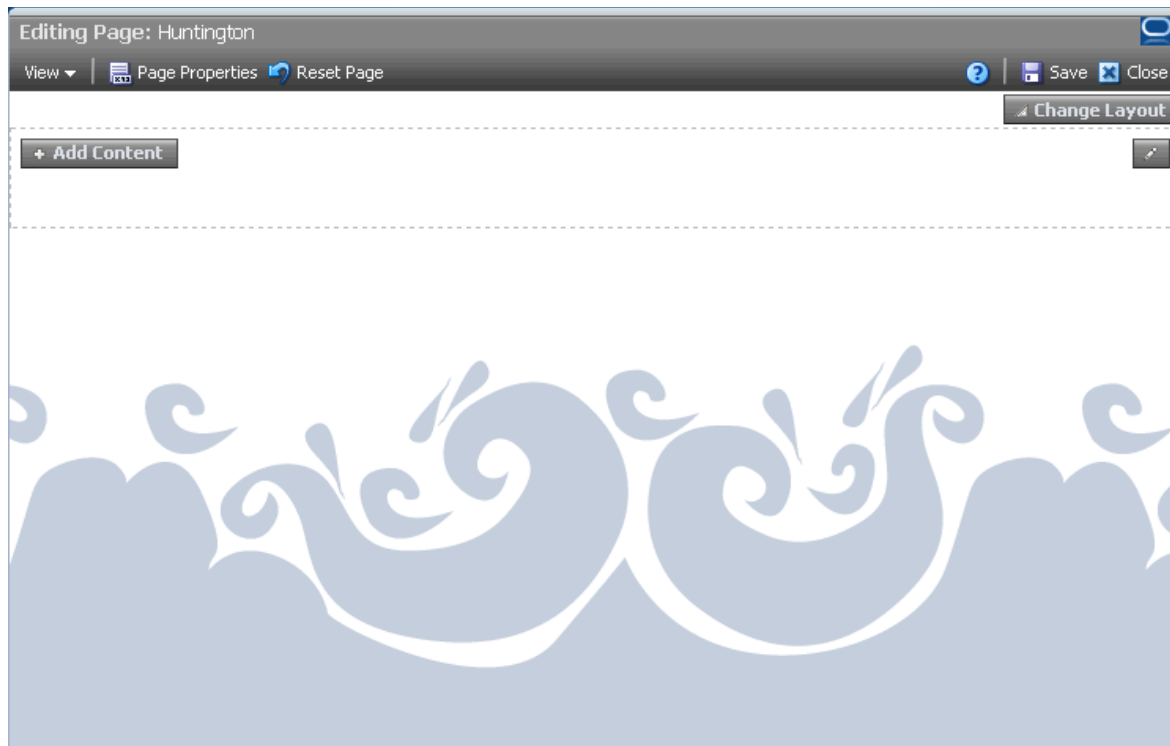 Editing Page: Huntington
View Page Properties Reset Page ? Save Close
Change Layout
+ Add Content